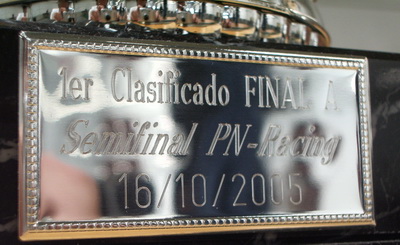 1er Clasificado FINAL A
Semifinal PN-Racing
16/10/2005